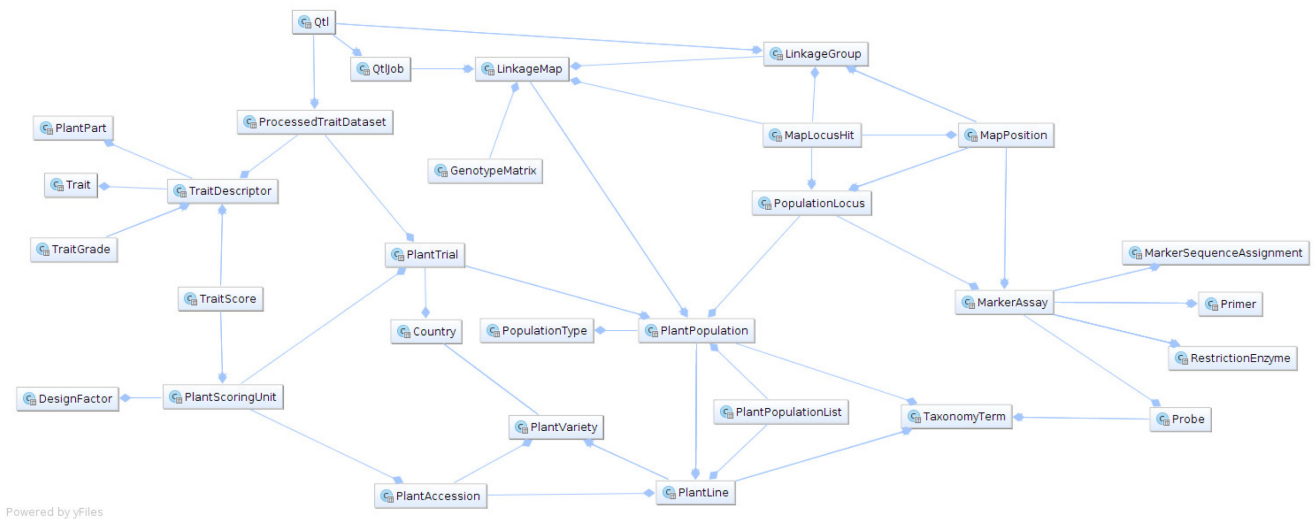 Qtl
LinkageGroup
QtlJob
LinkageMap
ProcessedTraitDataset
PlantPart
MapLocusHit
MapPosition
GenotypeMatrix
Trait
TraitDescriptor
PopulationLocus
TraitGrade
PlantTrial
MarkerSequenceAssignment
TraitScore
MarkerAssay
Primer
Country
PopulationType
PlantPopulation
RestrictionEnzyme
DesignFactor
PlantScoringUnit
PlantPopulationList
TaxonomyTerm
Probe
PlantVariety
PlantAccession
PlantLine
Powered by yFiles